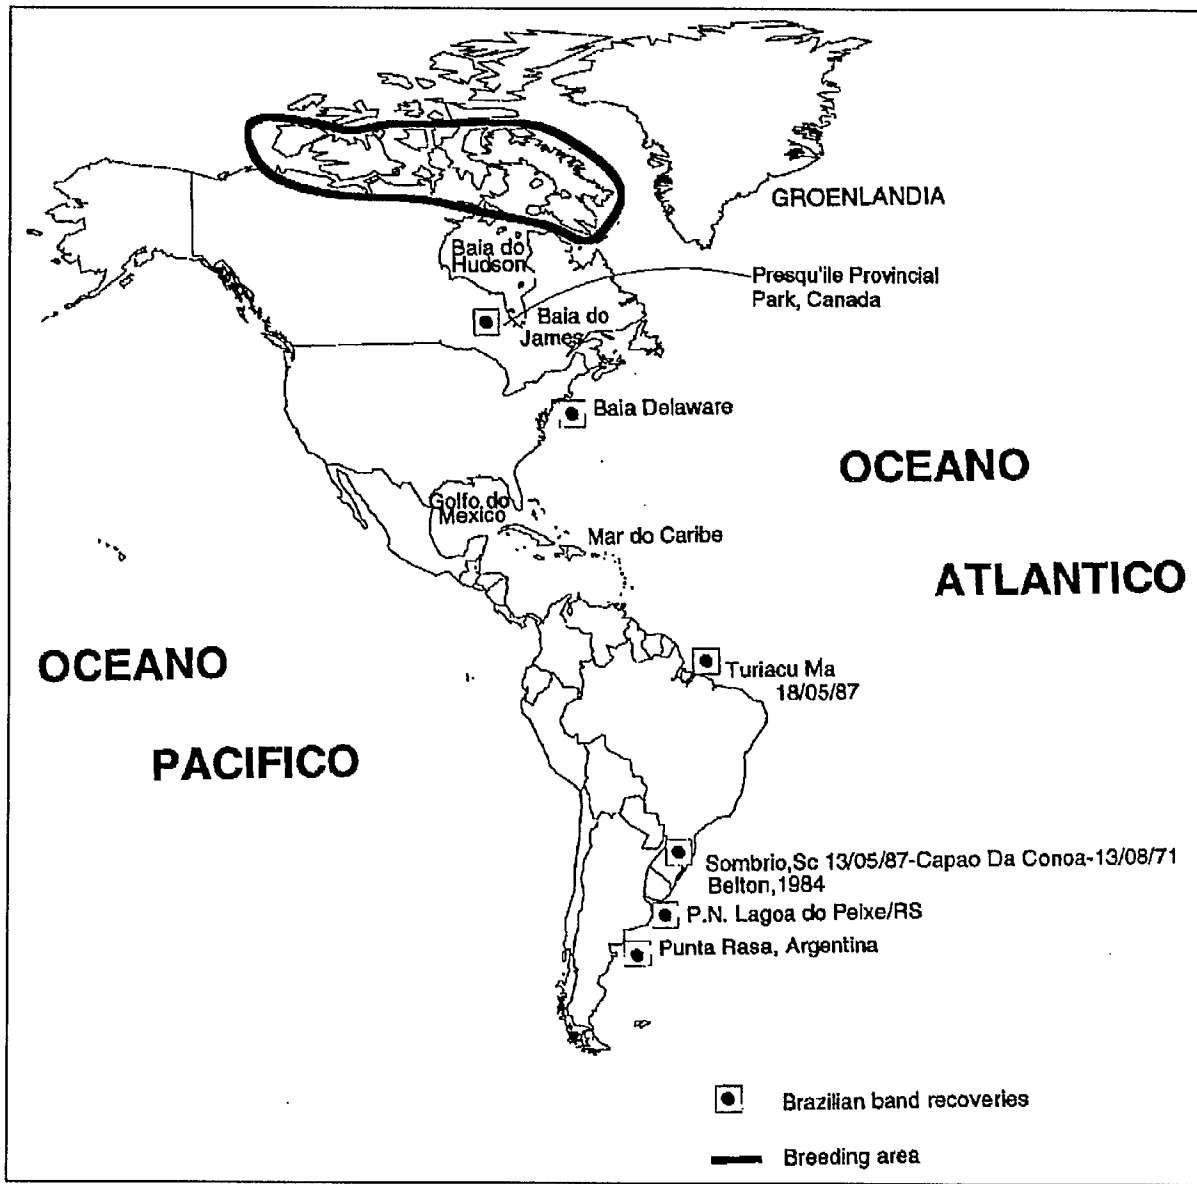 GROENLANDIA
Baia do
Hudson
Presqu'ile Provincial
Park, Canada
Baia do
James
Baia Delaware
OCEANO
ATLANTICO
Golfo do
Mexico
Mar do Caribe
OCEANO
PACIFICO
Turiacu Ma
18/05/87
Sombrio,Sc 13/05/87-Capao Da Conoa-13/08/71
Belton,1984
P.N. Lagoa do Peixe/RS
Punta Rasa, Argentina
Brazilian band recoveries
Breeding area